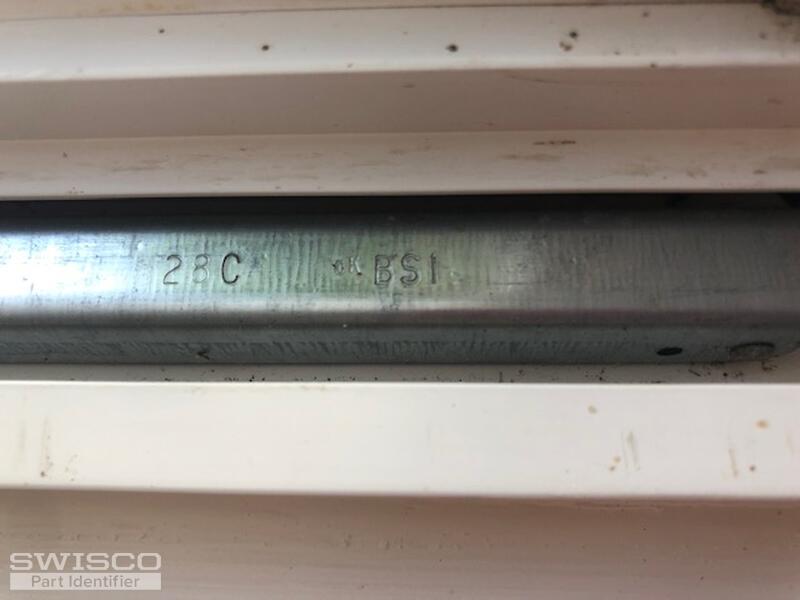 28C ¢K BS1
SWISCO
Part Identifier